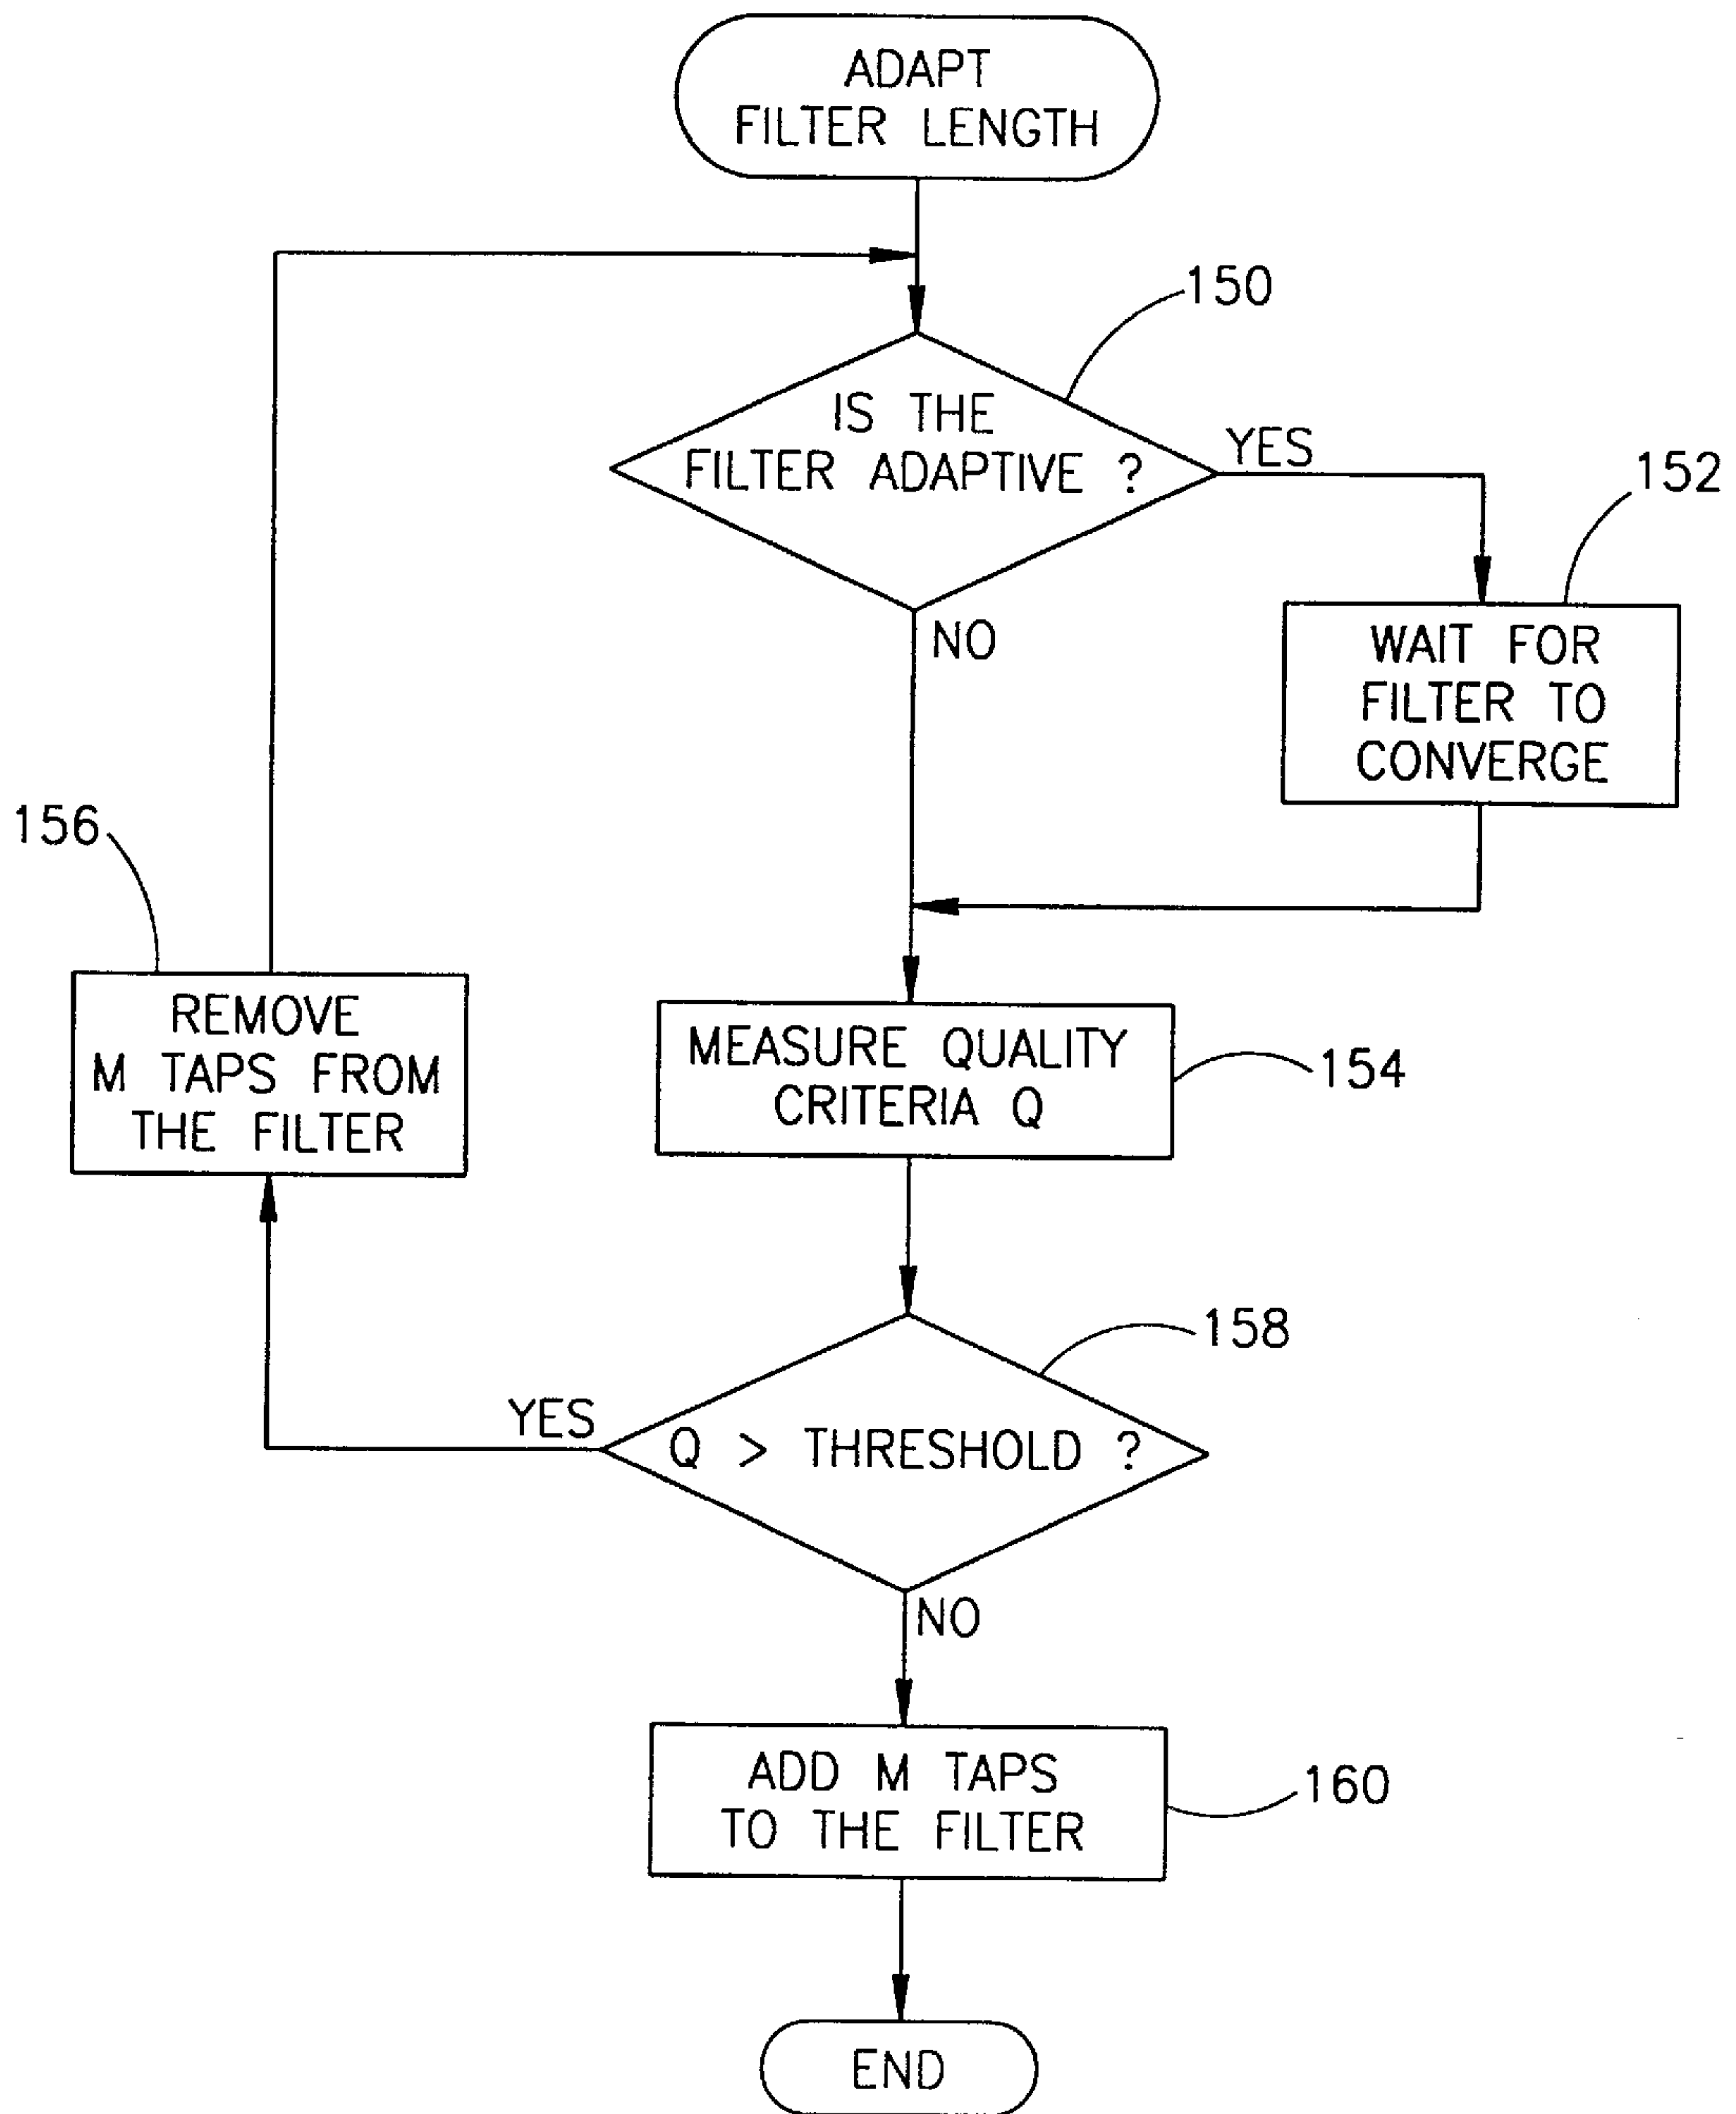 ADAPT
FILTER LENGTH
150
IS THE
FILTER ADAPTIVE ?
YES
152
NO
WAIT FOR
FILTER TO
CONVERGE
156
REMOVE
M TAPS FROM
THE FILTER
MEASURE QUALITY
CRITERIA Q
154
158
YES
Q > THRESHOLD ?
NO
ADD M TAPS
TO THE FILTER
160
END